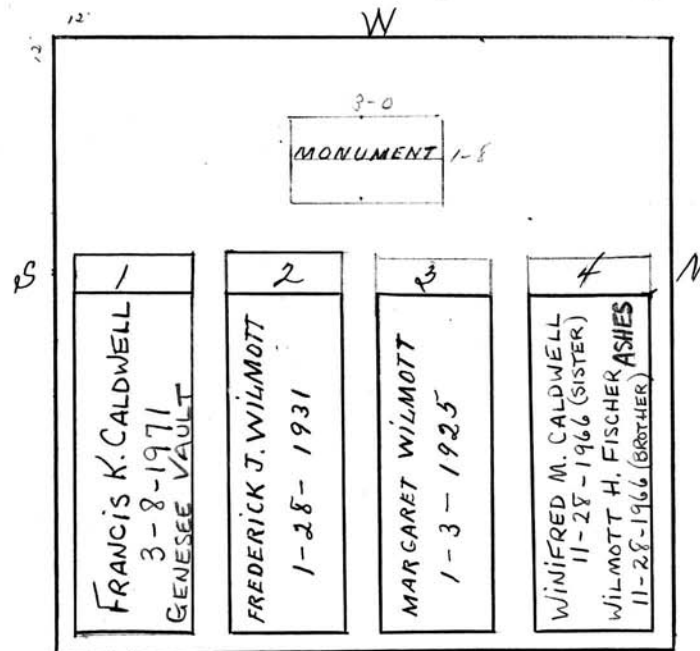 12'
W
12'
3-0
MONUMENT 1-8
S
N
1
2
3
4
FRANCIS K. CALDWELL
3-8-1971
GENESEE VAULT
FREDERICK J. WILMOTT
1-28-1931
MARGARET WILMOTT
1-3-1925
WINIFRED M. CALDWELL
11-28-1966 (SISTER)
WILMOTT H. FISCHER ASHES
11-28-1966 (BROTHER)